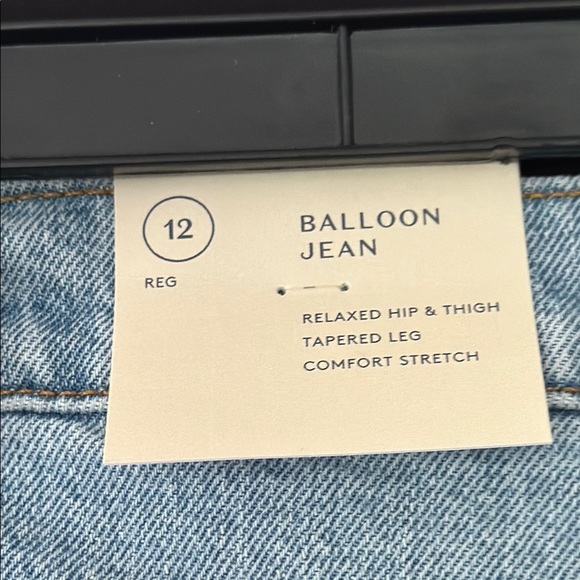 12
REG
BALLOON
JEAN
RELAXED HIP & THIGH
TAPERED LEG
COMFORT STRETCH